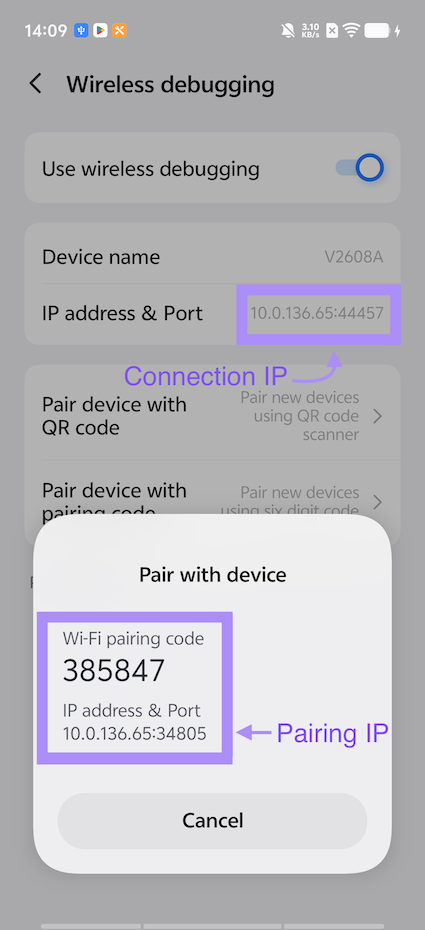 14:09
3.10
KB/s
Wireless debugging
Use wireless debugging
Device name
V2608A
IP address & Port
10.0.136.65:44457
Connection IP
Pair device with
QR code
Pair new devices
using QR code
scanner
Pair device with
pairing code
Pair new devices
using six digit code
Pair with device
Wi-Fi pairing code
385847
IP address & Port
10.0.136.65:34805
Pairing IP
Cancel